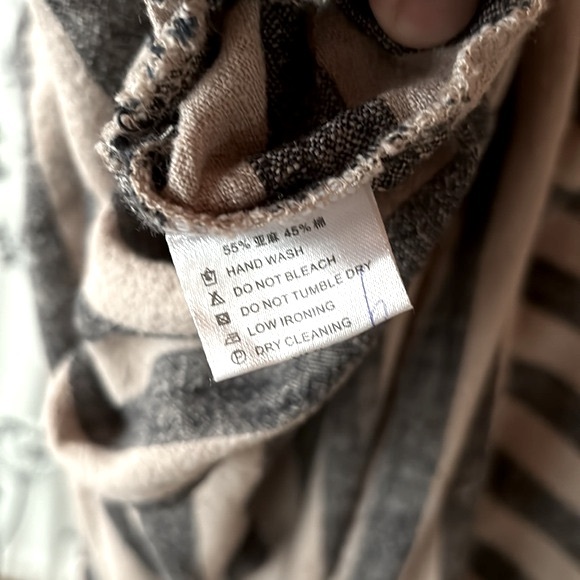 55% 亚麻 45% 棉
HAND WASH
DO NOT BLEACH
DO NOT TUMBLE DRY
LOW IRONING
P DRY CLEANING